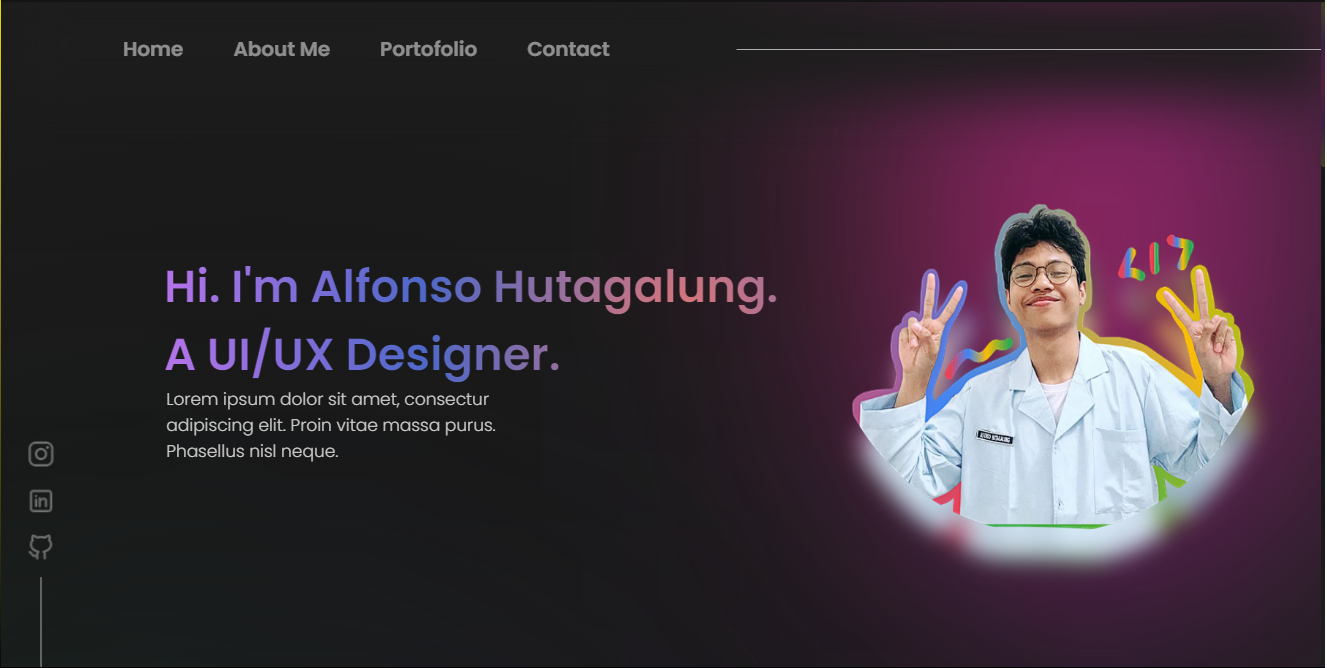 Home About Me Portofolio Contact
Hi. I'm Alfonso Hutagalung.
A UI/UX Designer.
Lorem ipsum dolor sit amet, consectur
adipiscing elit. Proin vitae massa purus.
Phasellus nisl neque.
in